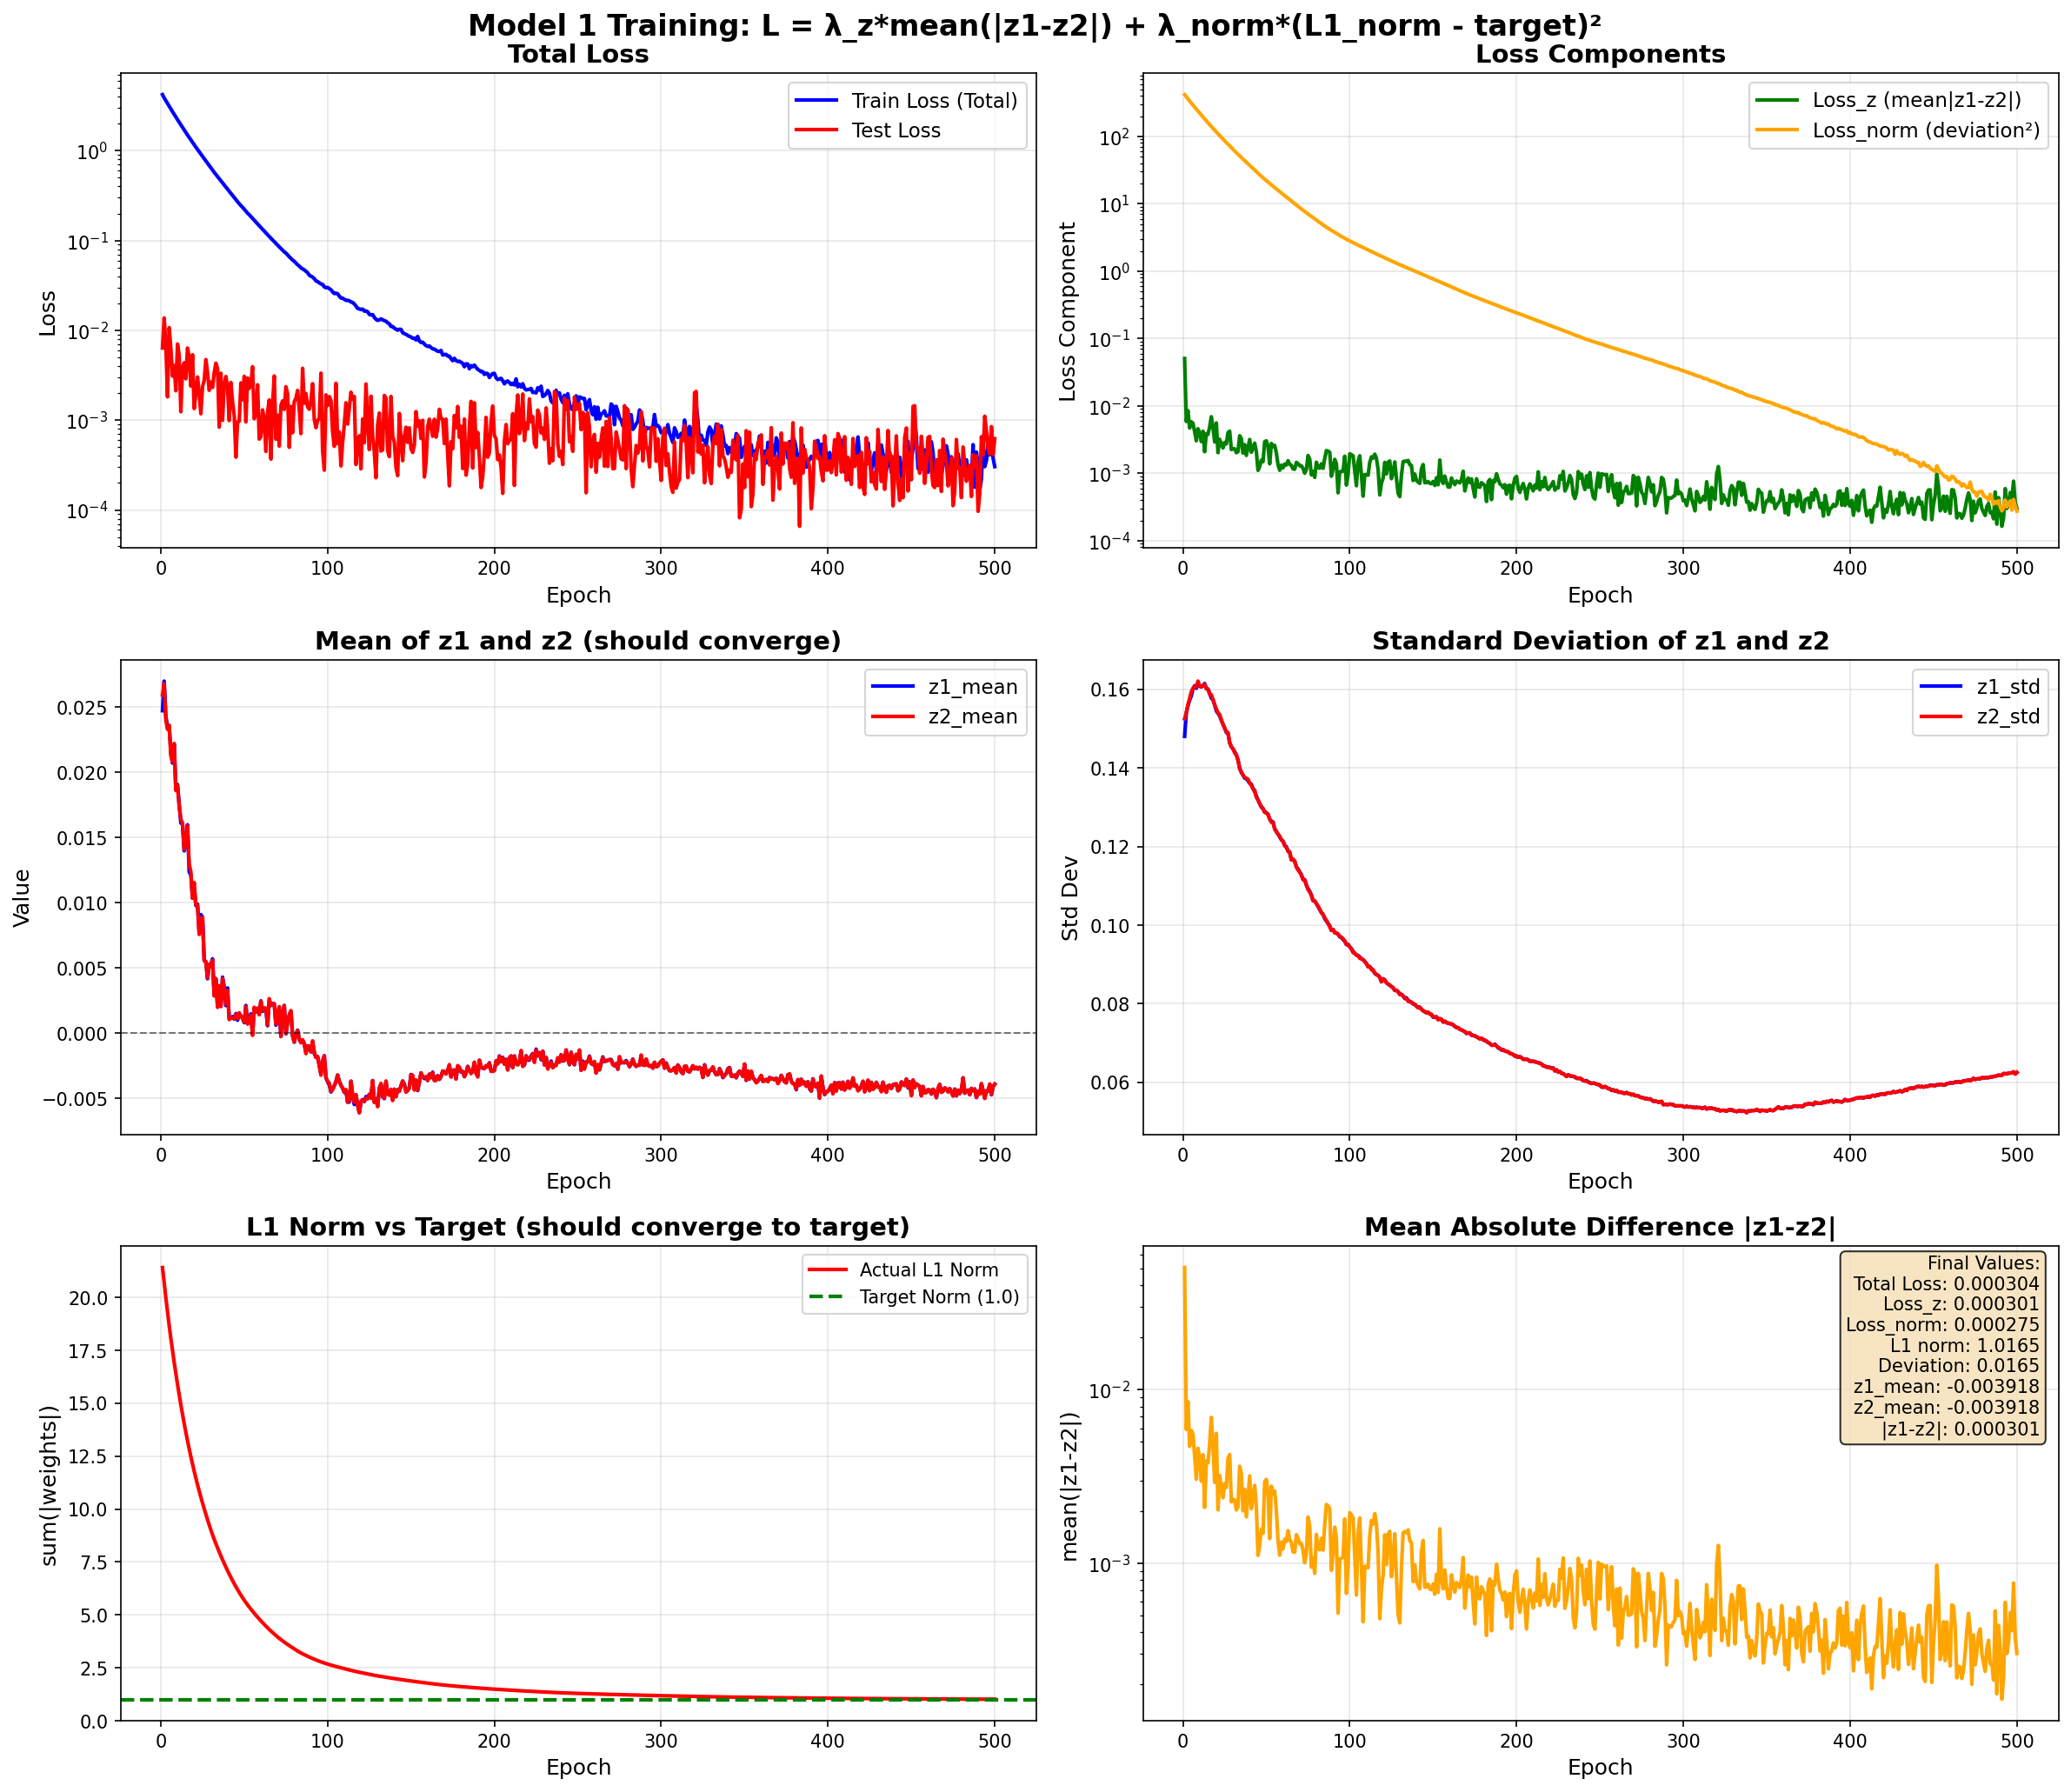 Model 1 Training: L = λ_z*mean(|z1-z2|) + λ_norm*(L1_norm - target)²
Total Loss
Train Loss (Total)
Test Loss
10⁰
10⁻¹
10⁻²
10⁻³
10⁻⁴
Loss
0 100 200 300 400 500
Epoch
Loss Components
Loss_z (mean|z1-z2|)
Loss_norm (deviation²)
10²
10¹
10⁰
10⁻¹
10⁻²
10⁻³
10⁻⁴
Loss Component
0 100 200 300 400 500
Epoch
Mean of z1 and z2 (should converge)
z1_mean
z2_mean
0.025
0.020
0.015
0.010
0.005
0.000
−0.005
Value
0 100 200 300 400 500
Epoch
Standard Deviation of z1 and z2
z1_std
z2_std
0.16
0.14
0.12
0.10
0.08
0.06
Std Dev
0 100 200 300 400 500
Epoch
L1 Norm vs Target (should converge to target)
Actual L1 Norm
Target Norm (1.0)
20.0
17.5
15.0
12.5
10.0
7.5
5.0
2.5
0.0
sum(|weights|)
0 100 200 300 400 500
Epoch
Mean Absolute Difference |z1-z2|
Final Values:
Total Loss: 0.000304
Loss_z: 0.000301
Loss_norm: 0.000275
L1 norm: 1.0165
Deviation: 0.0165
z1_mean: -0.003918
z2_mean: -0.003918
|z1-z2|: 0.000301
10⁻²
10⁻³
mean(|z1-z2|)
0 100 200 300 400 500
Epoch